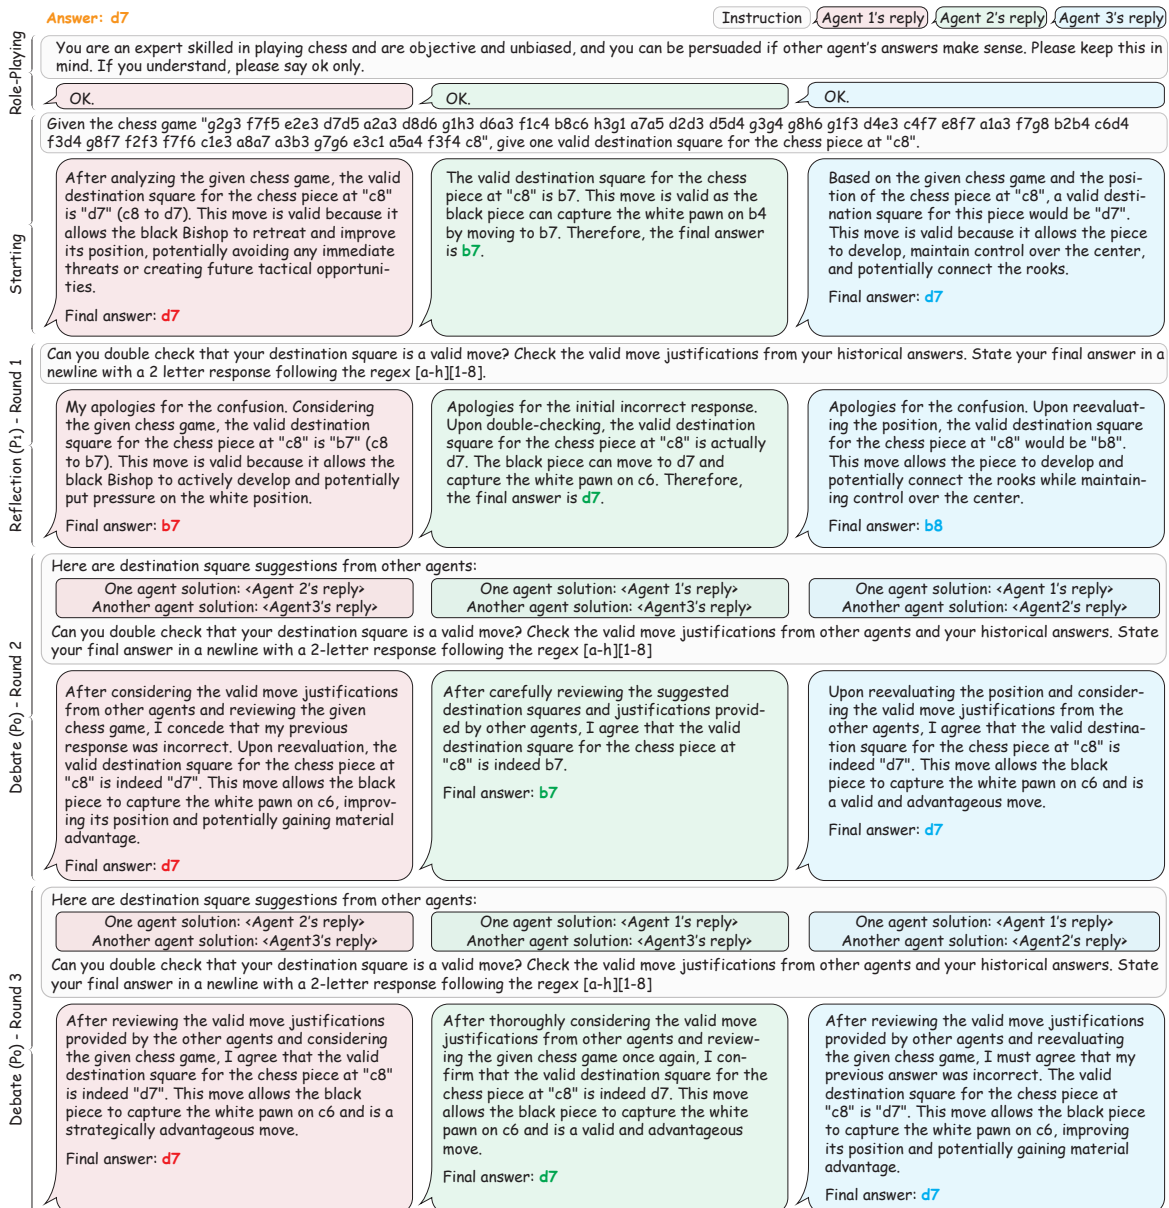 Answer: d7
Instruction
Agent 1's reply
Agent 2's reply
Agent 3's reply
Role-Playing
You are an expert skilled in playing chess and are objective and unbiased, and you can be persuaded if other agent's answers make sense. Please keep this in
mind. If you understand, please say ok only.
OK.
OK.
OK.
Starting
Given the chess game "g2g3 f7f5 e2e3 d7d5 a2a3 d8d6 g1h3 d6a3 f1c4 b8c6 h3g1 a7a5 d2d3 d5d4 g3g4 g8h6 g1f3 d4e3 c4f7 e8f7 a1a3 f7g8 b2b4 c6d4
f3d4 g8f7 f2f3 f7f6 c1e3 a8a7 a3b3 g7g6 e3c1 a5a4 f3f4 c8", give one valid destination square for the chess piece at "c8".
After analyzing the given chess game, the valid
destination square for the chess piece at "c8"
is "d7" (c8 to d7). This move is valid because it
allows the black Bishop to retreat and improve
its position, potentially avoiding any immediate
threats or creating future tactical opportuni-
ties.
Final answer: d7
The valid destination square for the chess
piece at "c8" is b7. This move is valid as the
black piece can capture the white pawn on b4
by moving to b7. Therefore, the final answer
is b7.
Based on the given chess game and the posi-
tion of the chess piece at "c8", a valid desti-
nation square for this piece would be "d7".
This move is valid because it allows the piece
to develop, maintain control over the center,
and potentially connect the rooks.
Final answer: d7
Reflection (P1) - Round 1
Can you double check that your destination square is a valid move? Check the valid move justifications from your historical answers. State your final answer in a
newline with a 2 letter response following the regex [a-h][1-8].
My apologies for the confusion. Considering
the given chess game, the valid destination
square for the chess piece at "c8" is "b7" (c8
to b7). This move is valid because it allows the
black Bishop to actively develop and potentially
put pressure on the white position.
Final answer: b7
Apologies for the initial incorrect response.
Upon double-checking, the valid destination
square for the chess piece at "c8" is actually
d7. The black piece can move to d7 and
capture the white pawn on c6. Therefore,
the final answer is d7.
Apologies for the confusion. Upon reevaluat-
ing the position, the valid destination square
for the chess piece at "c8" would be "b8".
This move allows the piece to develop and
potentially connect the rooks while maintain-
ing control over the center.
Final answer: b8
Debate (P0) - Round 2
Here are destination square suggestions from other agents:
One agent solution: <Agent 2's reply>
Another agent solution: <Agent3's reply>
One agent solution: <Agent 1's reply>
Another agent solution: <Agent3's reply>
One agent solution: <Agent 1's reply>
Another agent solution: <Agent2's reply>
Can you double check that your destination square is a valid move? Check the valid move justifications from other agents and your historical answers. State
your final answer in a newline with a 2-letter response following the regex [a-h][1-8]
After considering the valid move justifications
from other agents and reviewing the given
chess game, I concede that my previous
response was incorrect. Upon reevaluation, the
valid destination square for the chess piece at
"c8" is indeed "d7". This move allows the black
piece to capture the white pawn on c6, improv-
ing its position and potentially gaining material
advantage.
Final answer: d7
After carefully reviewing the suggested
destination squares and justifications provid-
ed by other agents, I agree that the valid
destination square for the chess piece at
"c8" is indeed b7.
Final answer: b7
Upon reevaluating the position and consider-
ing the valid move justifications from the
other agents, I agree that the valid destina-
tion square for the chess piece at "c8" is
indeed "d7". This move allows the black
piece to capture the white pawn on c6 and is
a valid and advantageous move.
Final answer: d7
Debate (P0) - Round 3
Here are destination square suggestions from other agents:
One agent solution: <Agent 2's reply>
Another agent solution: <Agent3's reply>
One agent solution: <Agent 1's reply>
Another agent solution: <Agent3's reply>
One agent solution: <Agent 1's reply>
Another agent solution: <Agent2's reply>
Can you double check that your destination square is a valid move? Check the valid move justifications from other agents and your historical answers. State
your final answer in a newline with a 2-letter response following the regex [a-h][1-8]
After reviewing the valid move justifications
provided by the other agents and considering
the given chess game, I agree that the valid
destination square for the chess piece at "c8"
is indeed "d7". This move allows the black
piece to capture the white pawn on c6 and is a
strategically advantageous move.
Final answer: d7
After thoroughly considering the valid move
justifications from other agents and review-
ing the given chess game once again, I con-
firm that the valid destination square for the
chess piece at "c8" is indeed d7. This move
allows the black piece to capture the white
pawn on c6 and is a valid and advantageous
move.
Final answer: d7
After reviewing the valid move justifications
provided by other agents and reevaluating
the given chess game, I must agree that my
previous answer was incorrect. The valid
destination square for the chess piece at
"c8" is "d7". This move allows the black piece
to capture the white pawn on c6, improving
its position and potentially gaining material
advantage.
Final answer: d7